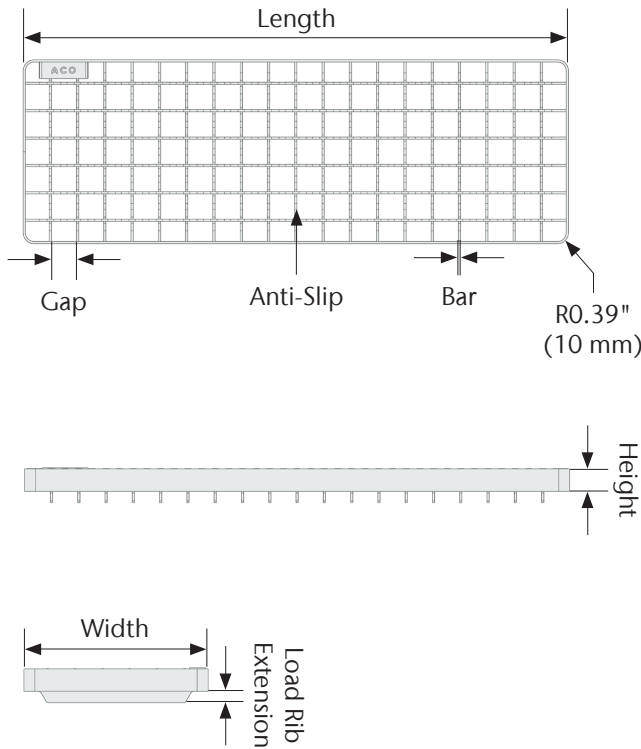 Length
ACO
Gap
Anti-Slip
Bar
R0.39"
(10 mm)
Height
Width
Load Rib
Extension